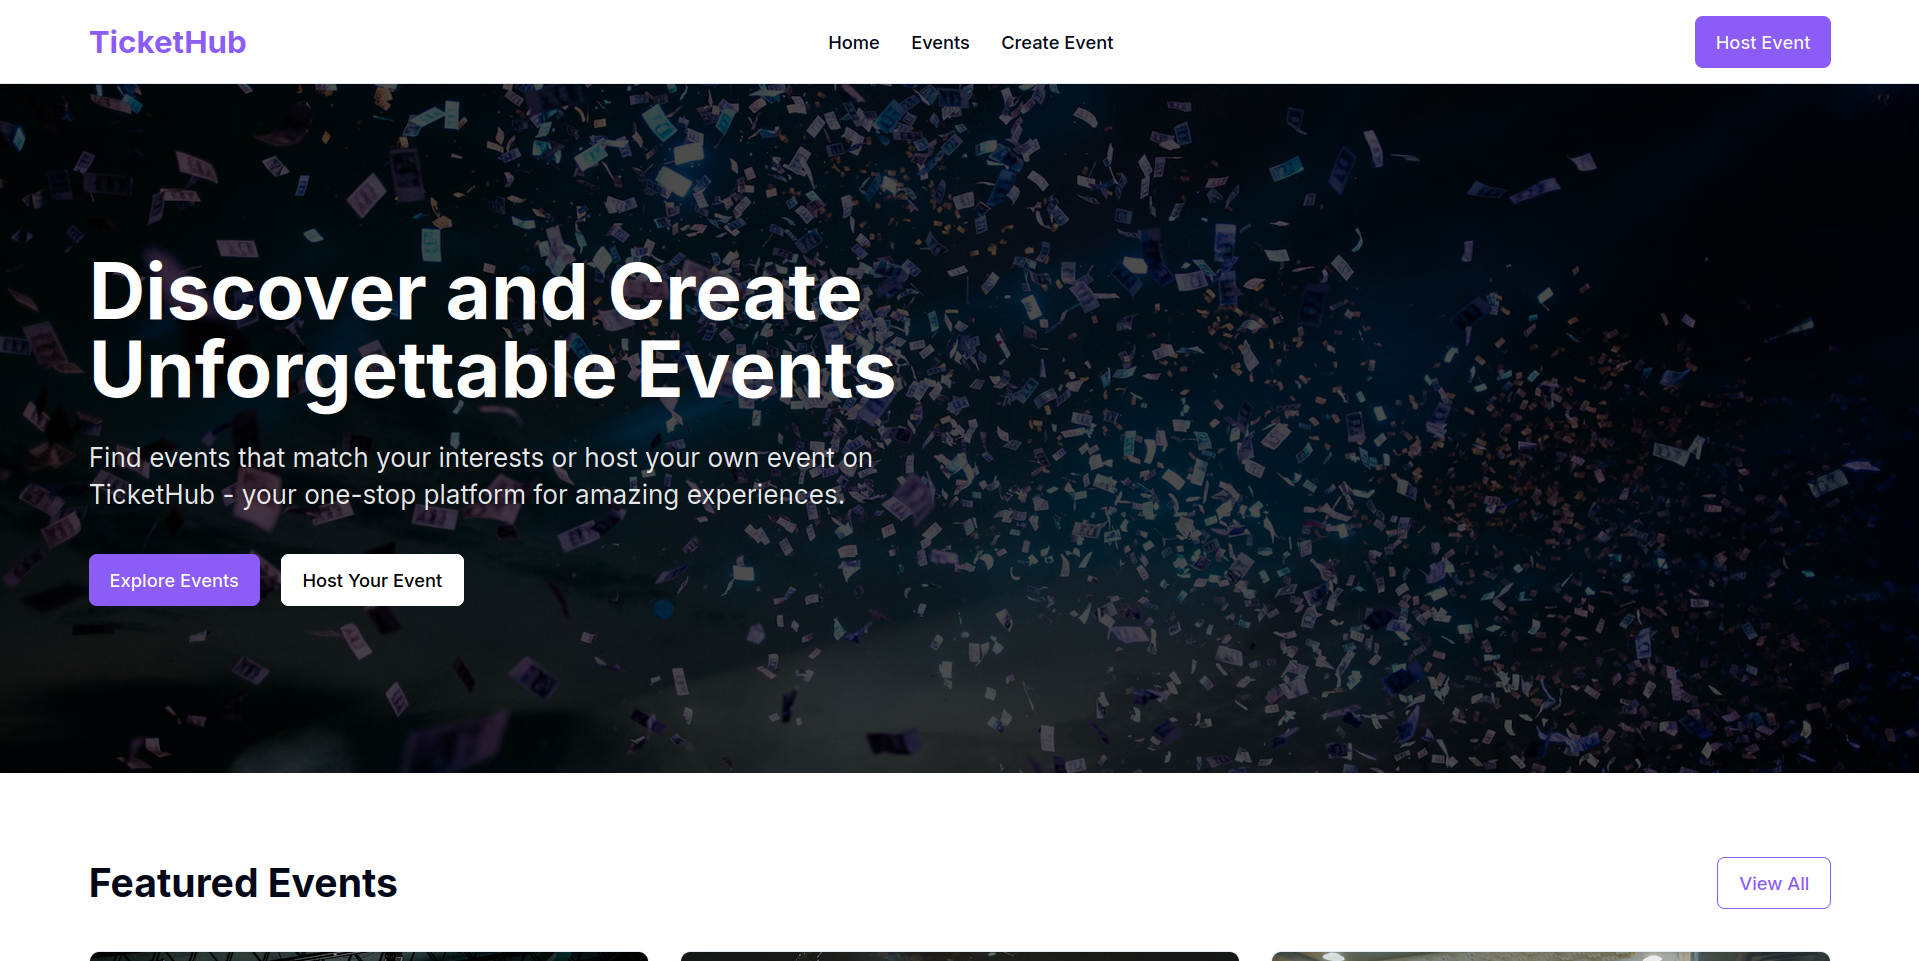 TicketHub
Home
Events
Create Event
Host Event
Discover and Create
Unforgettable Events
Find events that match your interests or host your own event on
TicketHub - your one-stop platform for amazing experiences.
Explore Events
Host Your Event
Featured Events
View All